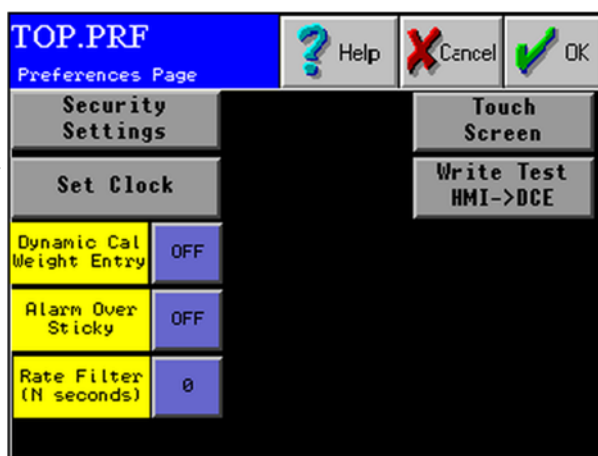 TOP.PRF
Preferences Page
Help
Cancel
OK
Security
Settings
Touch
Screen
Set Clock
Write Test
HMI->DCE
Dynamic Cal
Weight Entry
OFF
Alarm Over
Sticky
OFF
Rate Filter
(N seconds)
0